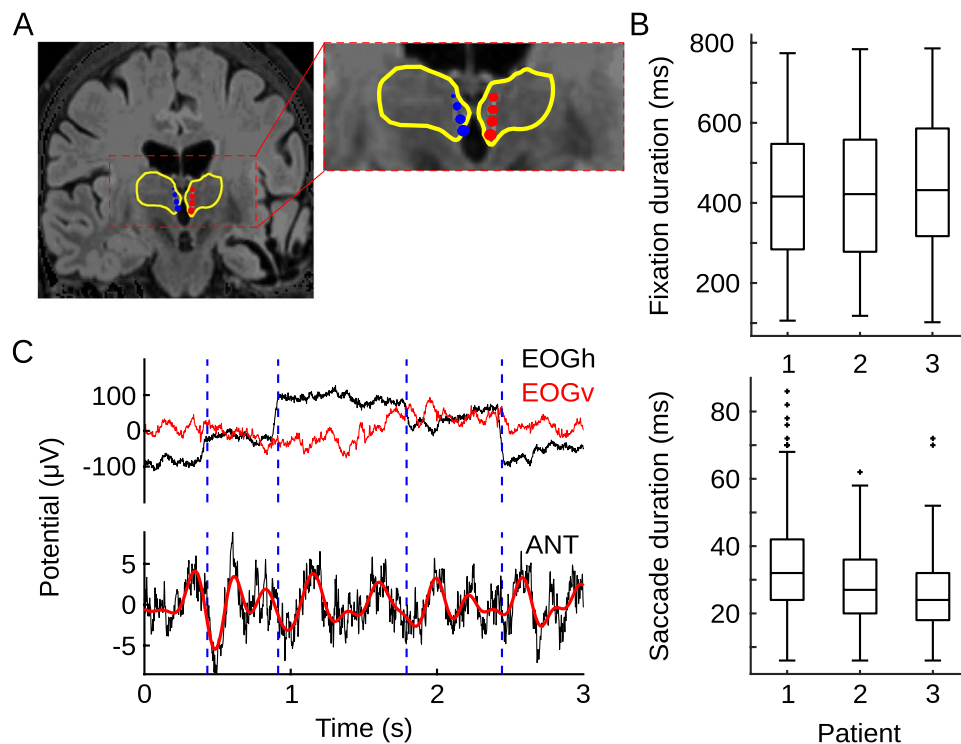 A
B
800
600
400
200
Fixation duration (ms)
1 2 3
C
EOGh
EOGv
100
0
-100
Potential (μV)
ANT
5
0
-5
0 1 2 3
Time (s)
80
60
40
20
Saccade duration (ms)
1 2 3
Patient